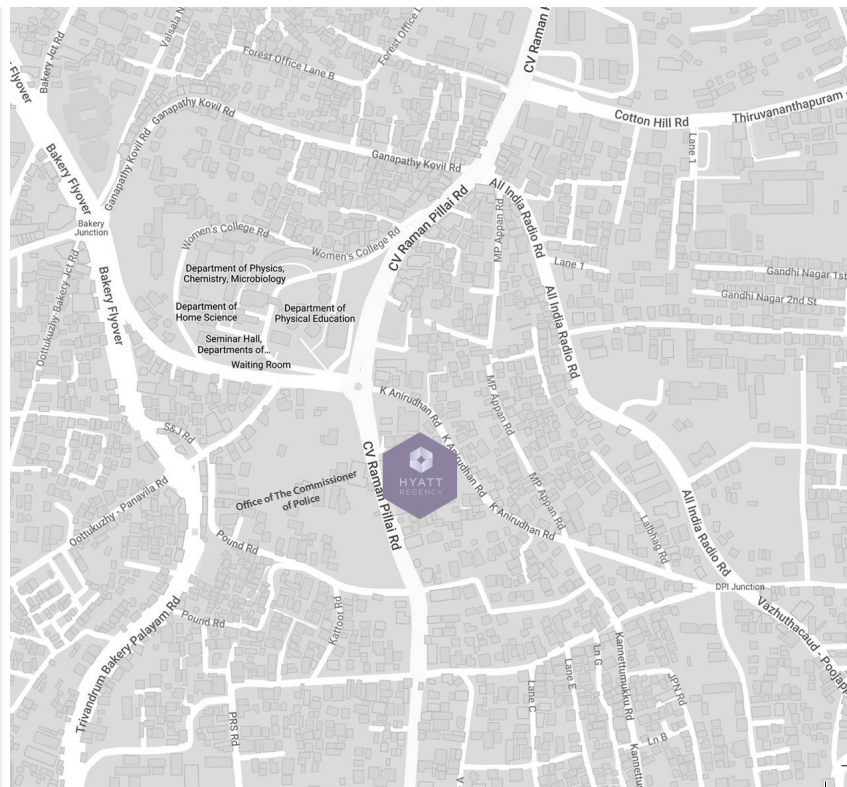 Bakery Jct Rd
Valsala N
Forest Office L
Forest Office Lane B
CV Raman F
Flyover
Ganapathy Kovil Rd
Cotton Hill Rd
Thiruvananthapuram -
Lane 1
Ganapathy Kovil Rd
Ganapathy Kovil Rd
Bakery Flyover
All India Radio Rd
CV Raman Pillai Rd
MP Appan Rd
Bakery
Junction
Women's College Rd
Women's College Rd
Lane 1
Gandhi Nagar 1st
Gandhi Nagar 2nd St
Department of Physics,
Chemistry, Microbiology
Department of
Home Science
Department of
Physical Education
Seminar Hall,
Departments of...
Waiting Room
Bakery Flyover
Oottukuzhy-Bakery Jct Rd
All India Radio Rd
K Anirudhan Rd
MP Appan Rd
S&J Rd
K Anirudhan Rd
HYATT
REGENCY
CV Raman Pillai Rd
Office of The Commissioner
of Police
Oottukuzhy - Panavila Rd
MP Appan Rd
K Anirudhan Rd
Lalbhag Rd
All India Radio Rd
Pound Rd
DPI Junction
Vazhuthacaud - Poojapp
Trivandrum Bakery Palayam Rd
Pound Rd
Kattoor Rd
Kannettumukku Rd
Ln G
Lane E
Lane C
JPN Rd
Ln B
PRS Rd
Kannettu
A